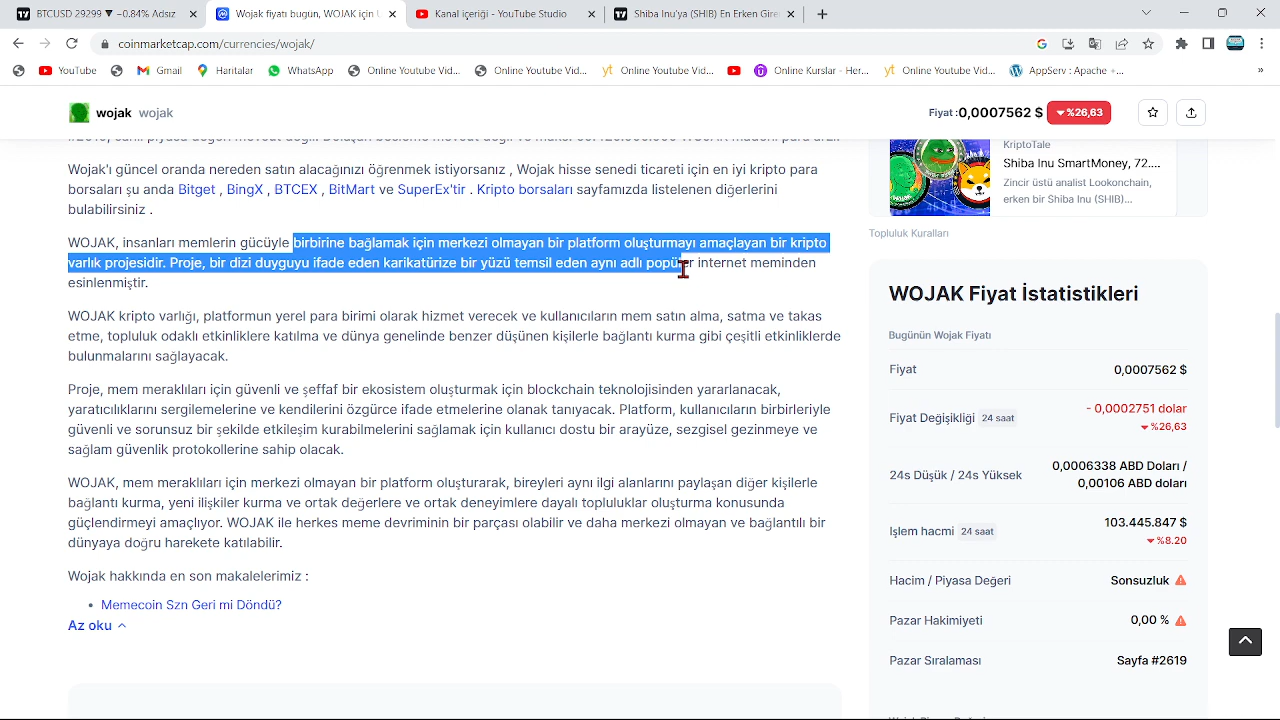 BTCUSD 29299 ▼ −0.84% Adsız
Wojak fiyatı bugün, WOJAK için
Kanal içeriği - YouTube Studio
Shiba Inu'ya (SHIB) En Erken Gire
coinmarketcap.com/currencies/wojak/
YouTube
Gmail
Haritalar
WhatsApp
Online Youtube Vid...
Online Youtube Vid...
Online Youtube Vid...
Online Kurslar - Her...
Online Youtube Vid...
AppServ : Apache +...
wojak wojak
Fiyat :0,0007562 $ %26,63
Wojak'ı güncel oranda nereden satın alacağınızı öğrenmek istiyorsanız , Wojak hisse senedi ticareti için en iyi kripto para
borsaları şu anda Bitget , BingX , BTCEX , BitMart ve SuperEx'tir . Kripto borsaları sayfamızda listelenen diğerlerini
bulabilirsiniz .
WOJAK, insanları memlerin gücüyle birbirine bağlamak için merkezi olmayan bir platform oluşturmayı amaçlayan bir kripto
varlık projesidir. Proje, bir dizi duyguyu ifade eden karikatürize bir yüzü temsil eden aynı adlı popüler internet meminden
esinlenmiştir.
WOJAK kripto varlığı, platformun yerel para birimi olarak hizmet verecek ve kullanıcıların mem satın alma, satma ve takas
etme, topluluk odaklı etkinliklere katılma ve dünya genelinde benzer düşünen kişilerle bağlantı kurma gibi çeşitli etkinliklerde
bulunmalarını sağlayacak.
Proje, mem meraklıları için güvenli ve şeffaf bir ekosistem oluşturmak için blockchain teknolojisinden yararlanacak,
yaratıcılıklarını sergilemelerine ve kendilerini özgürce ifade etmelerine olanak tanıyacak. Platform, kullanıcıların birbirleriyle
güvenli ve sorunsuz bir şekilde etkileşim kurabilmelerini sağlamak için kullanıcı dostu bir arayüze, sezgisel gezinmeye ve
sağlam güvenlik protokollerine sahip olacak.
WOJAK, mem meraklıları için merkezi olmayan bir platform oluşturarak, bireyleri aynı ilgi alanlarını paylaşan diğer kişilerle
bağlantı kurma, yeni ilişkiler kurma ve ortak değerlere ve ortak deneyimlere dayalı topluluklar oluşturma konusunda
güçlendirmeyi amaçlıyor. WOJAK ile herkes meme devriminin bir parçası olabilir ve daha merkezi olmayan ve bağlantılı bir
dünyaya doğru harekete katılabilir.
Wojak hakkında en son makalelerimiz :
• Memecoin Szn Geri mi Döndü?
Az oku
KriptoTale
Shiba Inu SmartMoney, 72....
Zincir üstü analist Lookonchain,
erken bir Shiba Inu (SHIB)...
Topluluk Kuralları
WOJAK Fiyat İstatistikleri
Bugünün Wojak Fiyatı
Fiyat 0,0007562 $
Fiyat Değişikliği 24 saat - 0,0002751 dolar
%26,63
24s Düşük / 24s Yüksek 0,0006338 ABD Doları /
0,00106 ABD doları
Işlem hacmi 24 saat 103.445.847 $
%8.20
Hacim / Piyasa Değeri Sonsuzluk
Pazar Hakimiyeti 0,00 %
Pazar Sıralaması Sayfa #2619